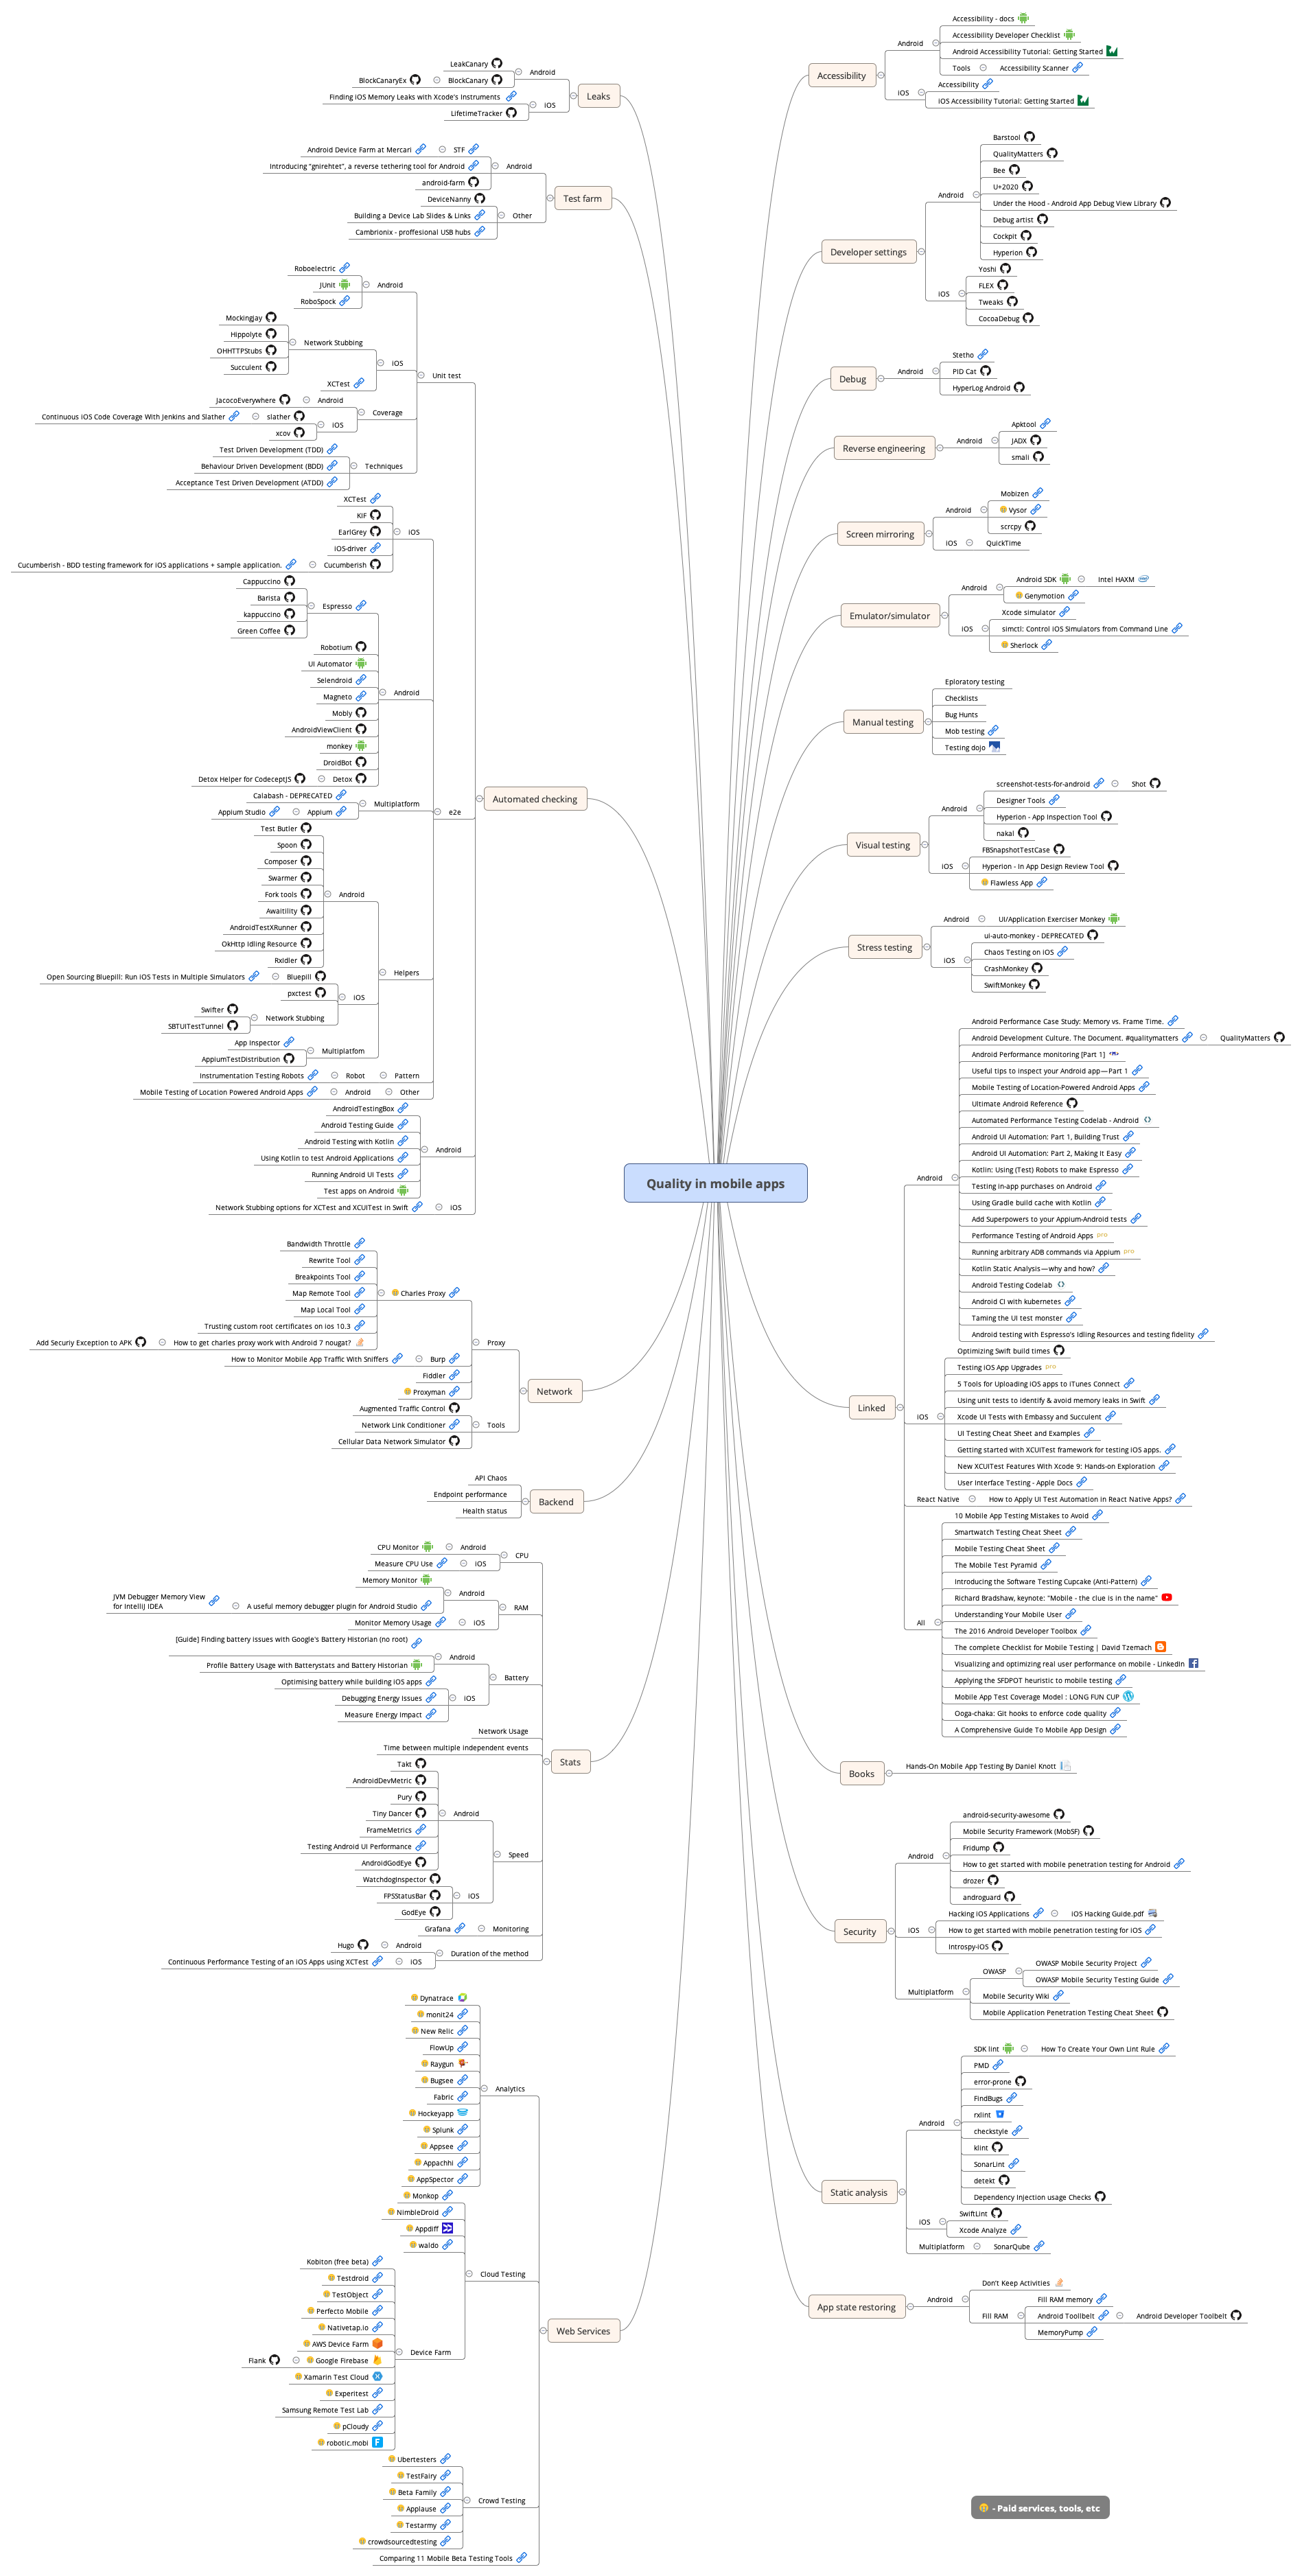 Quality in mobile apps
Accessibility
Android
Accessibility - docs
Accessibility Developer Checklist
Android Accessibility Tutorial: Getting Started
Tools
Accessibility Scanner
iOS
Accessibility
iOS Accessibility Tutorial: Getting Started
Developer settings
Android
Barstool
QualityMatters
Bee
U+2020
Under the Hood - Android App Debug View Library
Debug artist
Cockpit
Hyperion
iOS
Yoshi
FLEX
Tweaks
CocoaDebug
Debug
Android
Stetho
PID Cat
HyperLog Android
Reverse engineering
Android
Apktool
JADX
smali
Screen mirroring
Android
Mobizen
Vysor
scrcpy
iOS
QuickTime
Emulator/simulator
Android
Android SDK
Intel HAXM
Genymotion
iOS
Xcode simulator
simctl: Control iOS Simulators from Command Line
Sherlock
Manual testing
Eploratory testing
Checklists
Bug Hunts
Mob testing
Testing dojo
Visual testing
Android
screenshot-tests-for-android
Shot
Designer Tools
Hyperion - App Inspection Tool
nakal
iOS
FBSnapshotTestCase
Hyperion - In App Design Review Tool
Flawless App
Stress testing
Android
UI/Application Exerciser Monkey
iOS
ui-auto-monkey - DEPRECATED
Chaos Testing on iOS
CrashMonkey
SwiftMonkey
Linked
Android
Android Performance Case Study: Memory vs. Frame Time.
Android Development Culture. The Document. #qualitymatters
QualityMatters
Android Performance monitoring [Part 1]
Useful tips to inspect your Android app — Part 1
Mobile Testing of Location-Powered Android Apps
Ultimate Android Reference
Automated Performance Testing Codelab - Android
Android UI Automation: Part 1, Building Trust
Android UI Automation: Part 2, Making It Easy
Kotlin: Using (Test) Robots to make Espresso
Testing in-app purchases on Android
Using Gradle build cache with Kotlin
Add Superpowers to your Appium-Android tests
Performance Testing of Android Apps
pro
Running arbitrary ADB commands via Appium
pro
Kotlin Static Analysis — why and how?
Android Testing Codelab
Android CI with kubernetes
Taming the UI test monster
Android testing with Espresso's Idling Resources and testing fidelity
iOS
Optimizing Swift build times
Testing iOS App Upgrades
pro
5 Tools for Uploading iOS apps to iTunes Connect
Using unit tests to identify & avoid memory leaks in Swift
Xcode UI Tests with Embassy and Succulent
UI Testing Cheat Sheet and Examples
Getting started with XCUITest framework for testing iOS apps.
New XCUITest Features With Xcode 9: Hands-on Exploration
User Interface Testing - Apple Docs
React Native
How to Apply UI Test Automation in React Native Apps?
All
10 Mobile App Testing Mistakes to Avoid
Smartwatch Testing Cheat Sheet
Mobile Testing Cheat Sheet
The Mobile Test Pyramid
Introducing the Software Testing Cupcake (Anti-Pattern)
Richard Bradshaw, keynote: "Mobile - the clue is in the name"
Understanding Your Mobile User
The 2016 Android Developer Toolbox
The complete Checklist for Mobile Testing | David Tzemach
Visualizing and optimizing real user performance on mobile - LinkedIn
Applying the SFDPOT heuristic to mobile testing
Mobile App Test Coverage Model : LONG FUN CUP
Ooga-chaka: Git hooks to enforce code quality
A Comprehensive Guide To Mobile App Design
Books
Hands-On Mobile App Testing By Daniel Knott
Security
Android
android-security-awesome
Mobile Security Framework (MobSF)
Fridump
How to get started with mobile penetration testing for Android
drozer
androguard
iOS
Hacking iOS Applications
iOS Hacking Guide.pdf
How to get started with mobile penetration testing for iOS
Introspy-iOS
Multiplatform
OWASP
OWASP Mobile Security Project
OWASP Mobile Security Testing Guide
Mobile Security Wiki
Mobile Application Penetration Testing Cheat Sheet
Static analysis
Android
SDK lint
How To Create Your Own Lint Rule
PMD
error-prone
FindBugs
rxlint
checkstyle
klint
SonarLint
detekt
Dependency Injection usage Checks
iOS
SwiftLint
Xcode Analyze
Multiplatform
SonarQube
App state restoring
Android
Don't Keep Activities
Fill RAM
Fill RAM memory
Android Toollbelt
Android Developer Toolbelt
MemoryPump
- Paid services, tools, etc
Leaks
Android
LeakCanary
BlockCanary
BlockCanaryEx
iOS
Finding iOS Memory Leaks with Xcode's Instruments
LifetimeTracker
Test farm
Android
STF
Android Device Farm at Mercari
Introducing "gnirehtet", a reverse tethering tool for Android
android-farm
Other
DeviceNanny
Building a Device Lab Slides & Links
Cambrionix - proffesional USB hubs
Automated checking
Unit test
Android
Roboelectric
JUnit
RoboSpock
iOS
Network Stubbing
Mockingjay
Hippolyte
OHHTTPStubs
Succulent
XCTest
Coverage
Android
JacocoEverywhere
iOS
slather
Continuous iOS Code Coverage With Jenkins and Slather
xcov
Techniques
Test Driven Development (TDD)
Behaviour Driven Development (BDD)
Acceptance Test Driven Development (ATDD)
e2e
iOS
XCTest
KIF
EarlGrey
iOS-driver
Cucumberish
Cucumberish - BDD testing framework for iOS applications + sample application.
Android
Espresso
Cappuccino
Barista
kappuccino
Green Coffee
Robotium
UI Automator
Selendroid
Magneto
Mobly
AndroidViewClient
monkey
DroidBot
Detox
Detox Helper for CodeceptJS
Multiplatform
Calabash - DEPRECATED
Appium
Appium Studio
Helpers
Android
Test Butler
Spoon
Composer
Swarmer
Fork tools
Awaitility
AndroidTestXRunner
OkHttp Idling Resource
RxIdler
iOS
Bluepill
Open Sourcing Bluepill: Run iOS Tests in Multiple Simulators
pxctest
Network Stubbing
Swifter
SBTUITestTunnel
Multiplatfom
App Inspector
AppiumTestDistribution
Pattern
Robot
Instrumentation Testing Robots
Other
Android
Mobile Testing of Location Powered Android Apps
Android
AndroidTestingBox
Android Testing Guide
Android Testing with Kotlin
Using Kotlin to test Android Applications
Running Android UI Tests
Test apps on Android
iOS
Network Stubbing options for XCTest and XCUITest in Swift
Network
Proxy
Charles Proxy
Bandwidth Throttle
Rewrite Tool
Breakpoints Tool
Map Remote Tool
Map Local Tool
Trusting custom root certificates on ios 10.3
How to get charles proxy work with Android 7 nougat?
Add Securiy Exception to APK
Burp
How to Monitor Mobile App Traffic With Sniffers
Fiddler
Proxyman
Tools
Augmented Traffic Control
Network Link Conditioner
Cellular Data Network Simulator
Backend
API Chaos
Endpoint performance
Health status
Stats
CPU
Android
CPU Monitor
iOS
Measure CPU Use
RAM
Android
Memory Monitor
A useful memory debugger plugin for Android Studio
JVM Debugger Memory View
for IntelliJ IDEA
iOS
Monitor Memory Usage
Battery
Android
[Guide] Finding battery issues with Google's Battery Historian (no root)
Profile Battery Usage with Batterystats and Battery Historian
iOS
Optimising battery while building iOS apps
Debugging Energy Issues
Measure Energy Impact
Network Usage
Time between multiple independent events
Speed
Android
Takt
AndroidDevMetric
Pury
Tiny Dancer
FrameMetrics
Testing Android UI Performance
AndroidGodEye
iOS
WatchdogInspector
FPSStatusBar
GodEye
Monitoring
Grafana
Duration of the method
Android
Hugo
iOS
Continuous Performance Testing of an iOS Apps using XCTest
Web Services
Analytics
Dynatrace
monit24
New Relic
FlowUp
Raygun
Bugsee
Fabric
Hockeyapp
Splunk
Appsee
Appachhi
AppSpector
Cloud Testing
Monkop
NimbleDroid
Appdiff
waldo
Device Farm
Kobiton (free beta)
Testdroid
TestObject
Perfecto Mobile
Nativetap.io
AWS Device Farm
Google Firebase
Flank
Xamarin Test Cloud
Experitest
Samsung Remote Test Lab
pCloudy
robotic.mobi
Crowd Testing
Ubertesters
TestFairy
Beta Family
Applause
Testarmy
crowdsourcedtesting
Comparing 11 Mobile Beta Testing Tools